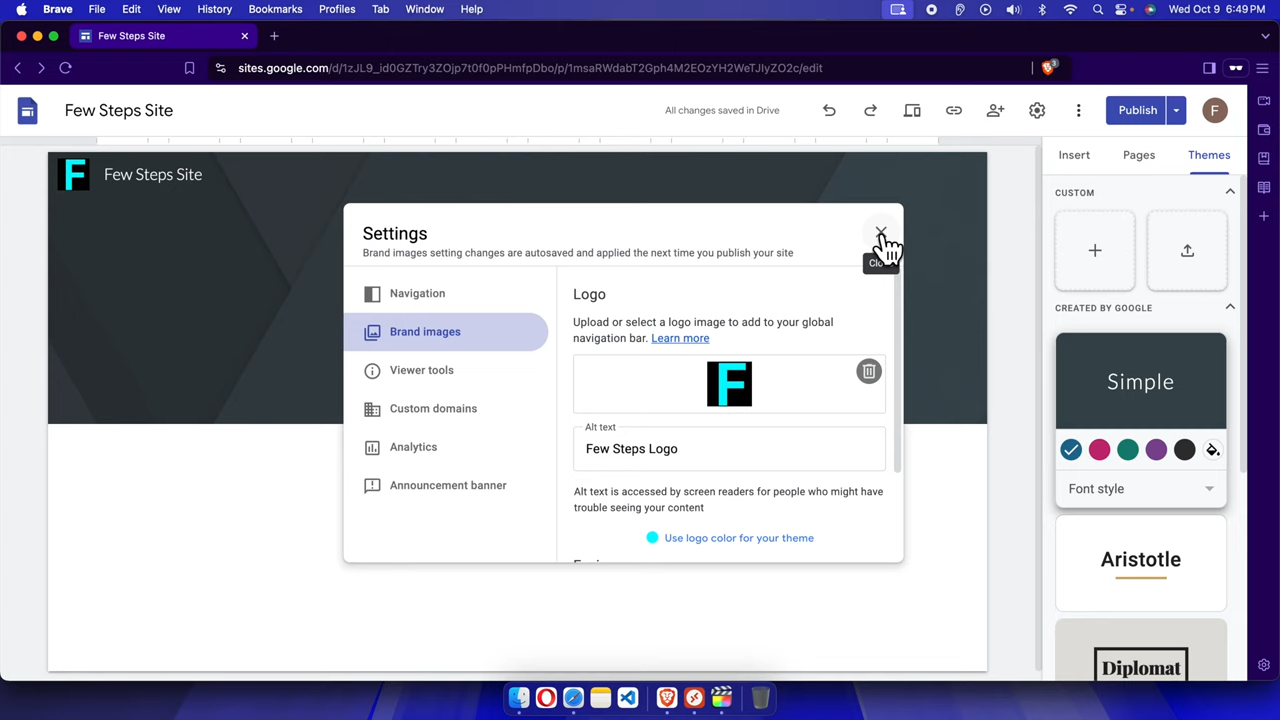 Brave File Edit View History Bookmarks Profiles Tab Window Help Wed Oct 9 6:49 PM
Few Steps Site
sites.google.com/d/1zJL9_id0GZTry3ZOjp7t0f0pPHmfpDbo/p/1msaRWdabT2Gph4M2EOzYH2WeTJIyZO2c/edit
3
Few Steps Site All changes saved in Drive Publish F
Insert Pages Themes
F Few Steps Site
CUSTOM
Settings
Brand images setting changes are autosaved and applied the next time you publish your site
Navigation
Brand images
Viewer tools
Custom domains
Analytics
Announcement banner
Logo
Upload or select a logo image to add to your global
navigation bar. Learn more
F
Alt text
Few Steps Logo
Alt text is accessed by screen readers for people who might have
trouble seeing your content
Use logo color for your theme
CREATED BY GOOGLE
Simple
Font style
Aristotle
Diplomat